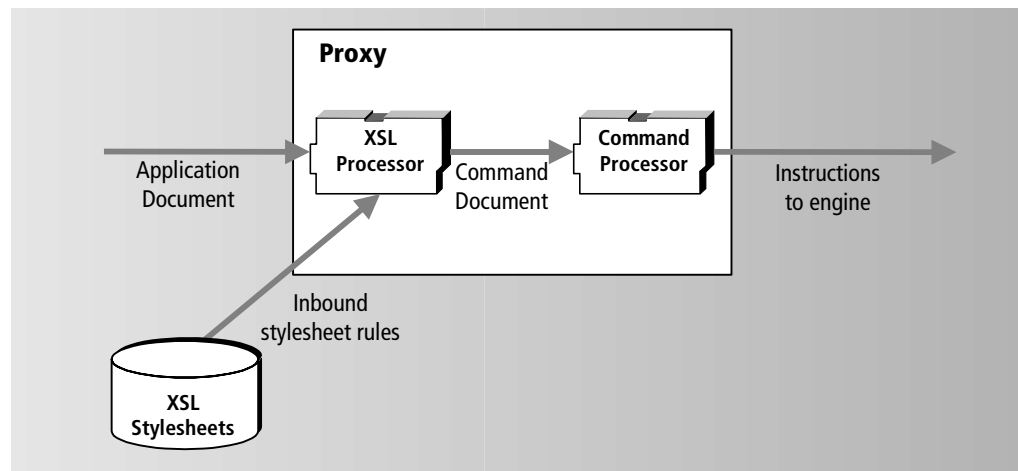 Proxy
XSL
Processor
Command
Processor
Application
Document
Command
Document
Instructions
to engine
Inbound
stylesheet rules
XSL
Stylesheets